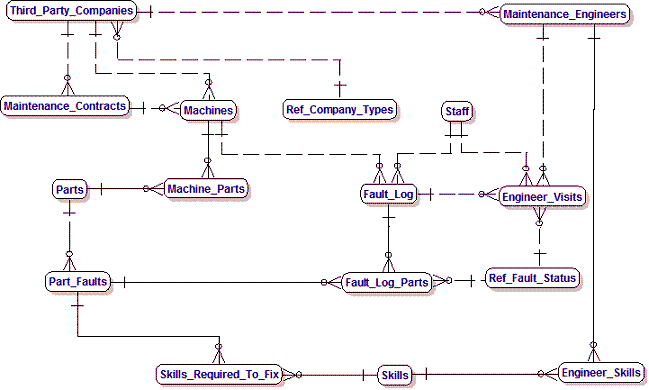 Third_Party_Companies
Maintenance_Engineers
Maintenance_Contracts
Machines
Ref_Company_Types
Staff
Parts
Machine_Parts
Fault_Log
Engineer_Visits
Part_Faults
Fault_Log_Parts
Ref_Fault_Status
Skills_Required_To_Fix
Skills
Engineer_Skills